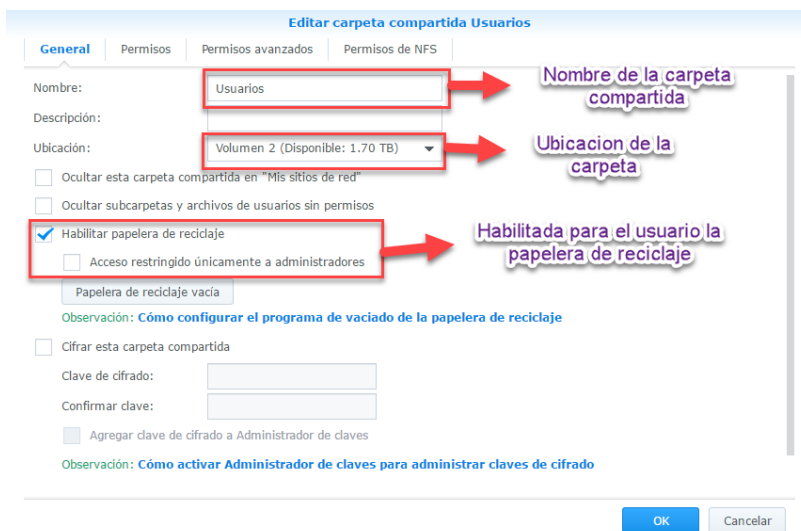 Editar carpeta compartida Usuarios
General Permisos Permisos avanzados Permisos de NFS
Nombre: Usuarios
Nombre de la carpeta
compartida
Descripción:
Ubicación: Volumen 2 (Disponible: 1.70 TB)
Ubicacion de la
carpeta
Ocultar esta carpeta compartida en "Mis sitios de red"
Ocultar subcarpetas y archivos de usuarios sin permisos
Habilitar papelera de reciclaje
Acceso restringido únicamente a administradores
Habilitada para el usuario la
papelera de reciclaje
Papelera de reciclaje vacía
Observación: Cómo configurar el programa de vaciado de la papelera de reciclaje
Cifrar esta carpeta compartida
Clave de cifrado:
Confirmar clave:
Agregar clave de cifrado a Administrador de claves
Observación: Cómo activar Administrador de claves para administrar claves de cifrado
OK Cancelar